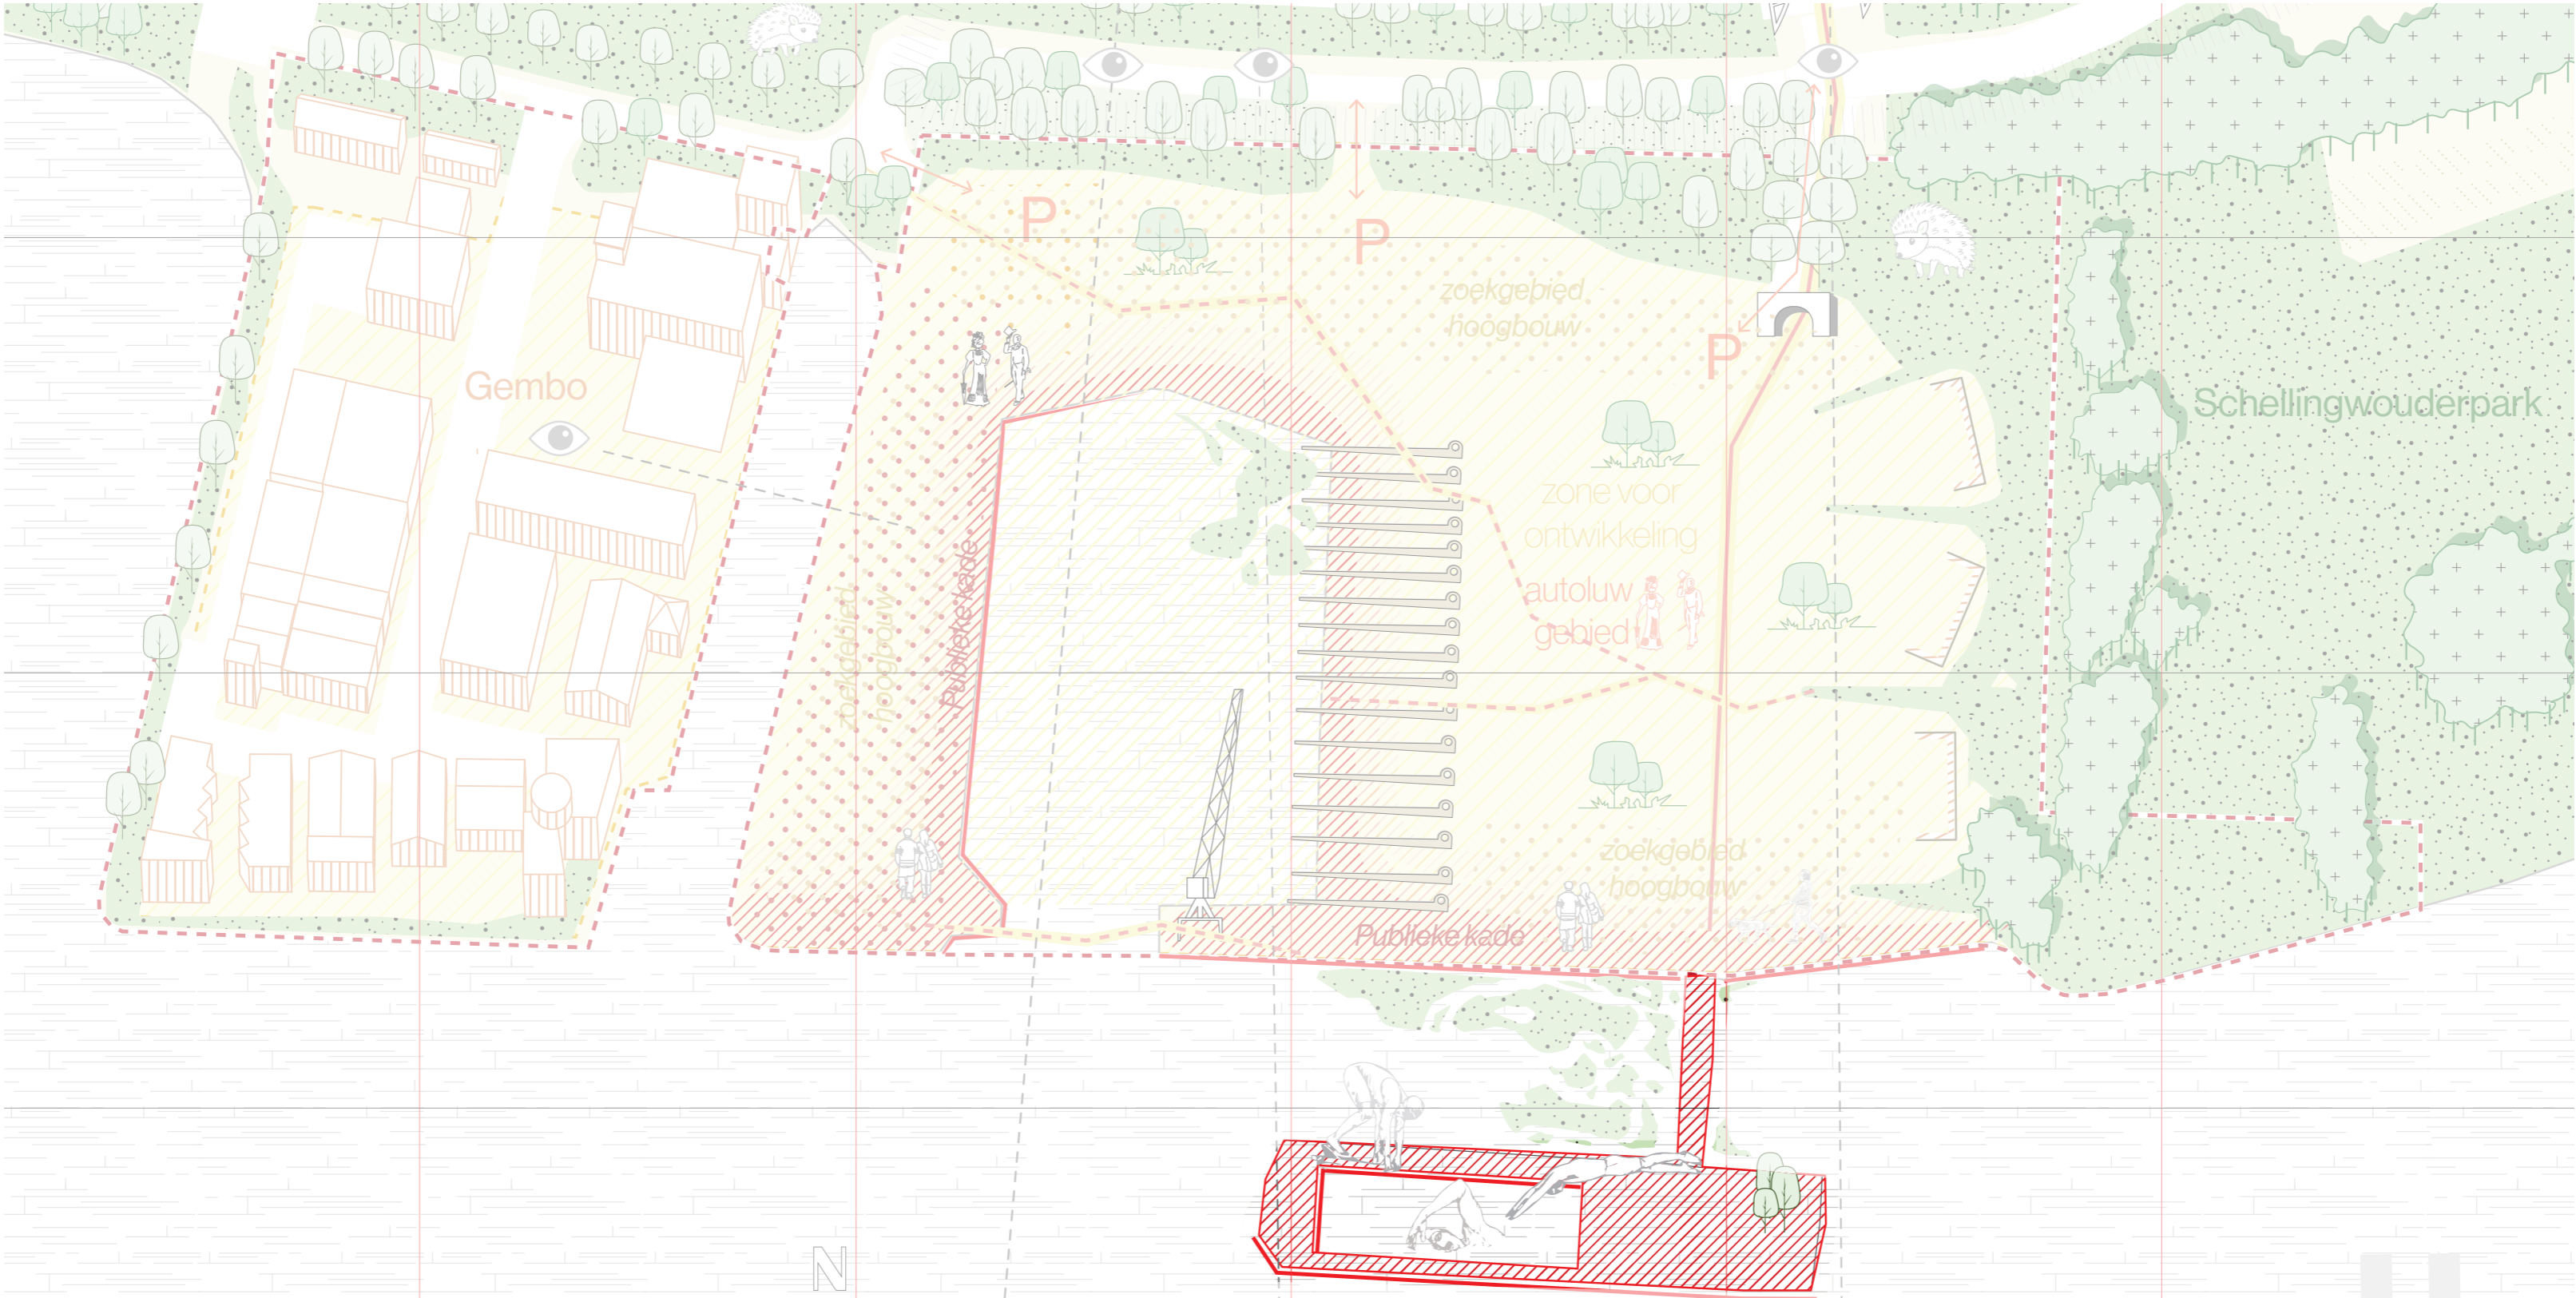 P
P
zoekgebied
hoogbouw
P
Gembo
Schellingwouderpark
zone voor
ontwikkeling
autoluw
gebied
Publieke kade
zoekgebied
hoogbouw
zoekgebied
hoogbouw
Publieke kade
N